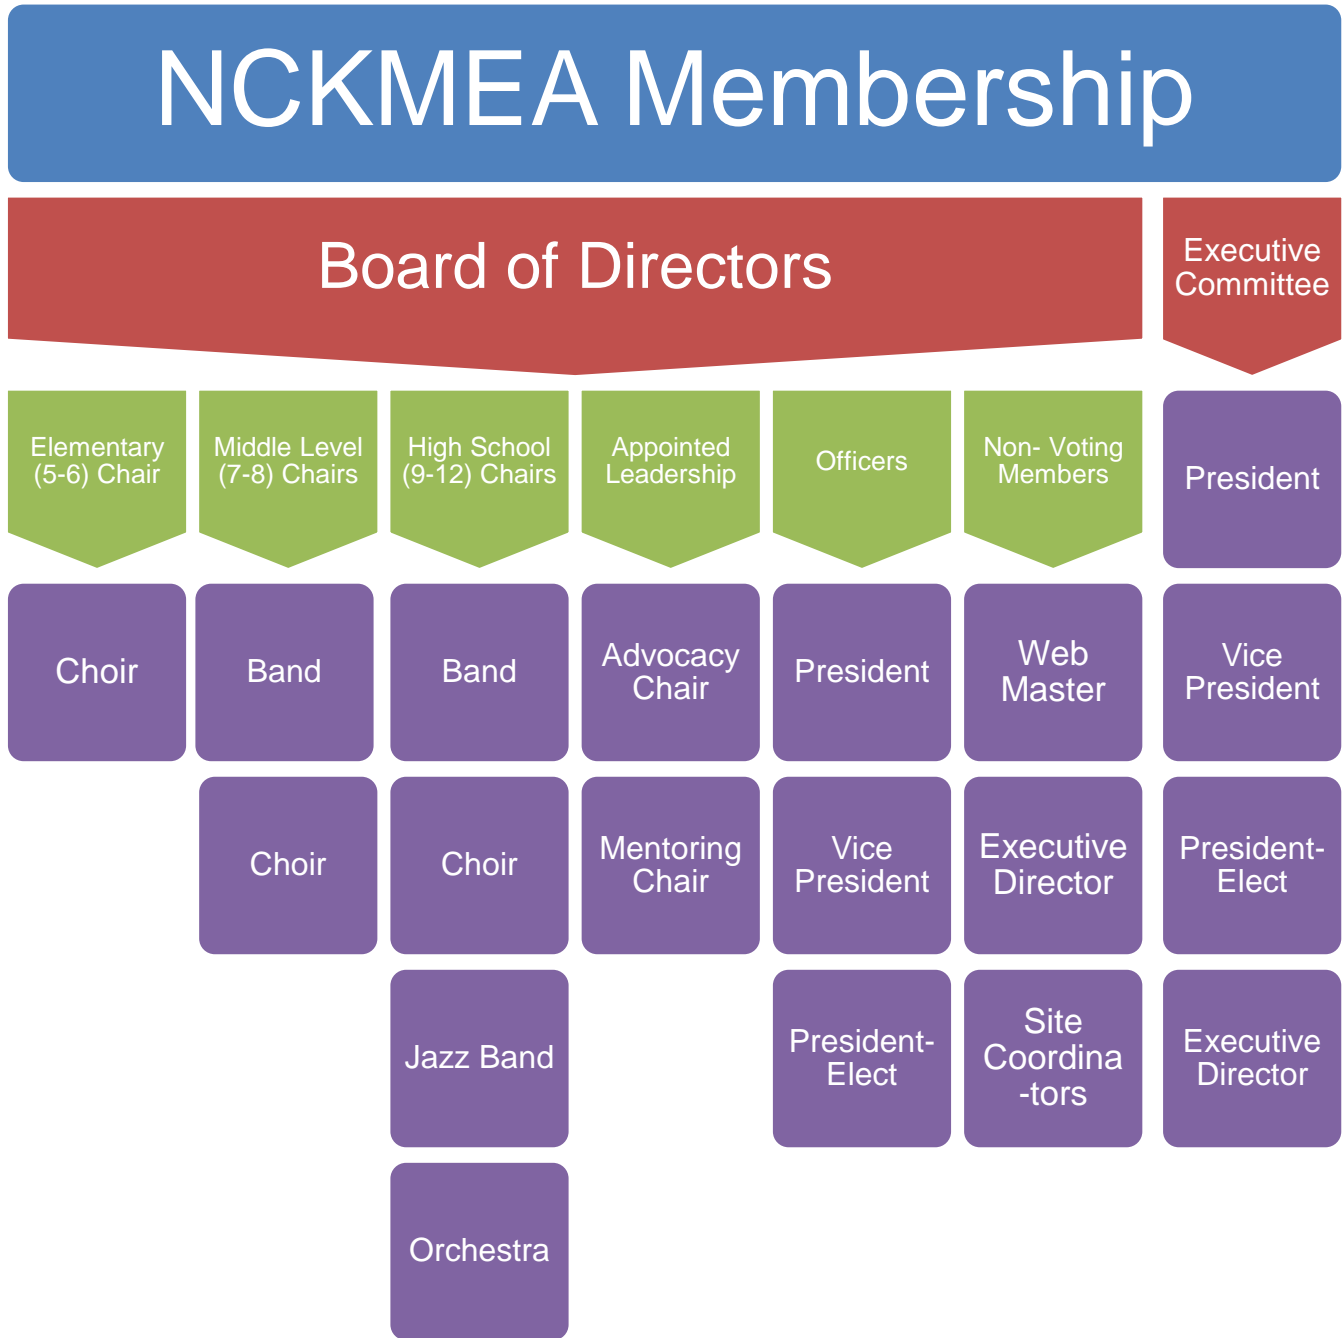 NCKMEA Membership
Board of Directors
Executive
Committee
Elementary
(5-6) Chair
Middle Level
(7-8) Chairs
High School
(9-12) Chairs
Appointed
Leadership
Officers
Non- Voting
Members
President
Choir
Band
Band
Advocacy
Chair
President
Web
Master
Vice
President
Choir
Choir
Mentoring
Chair
Vice
President
Executive
Director
President-
Elect
Jazz Band
President-
Elect
Site
Coordina
-tors
Executive
Director
Orchestra